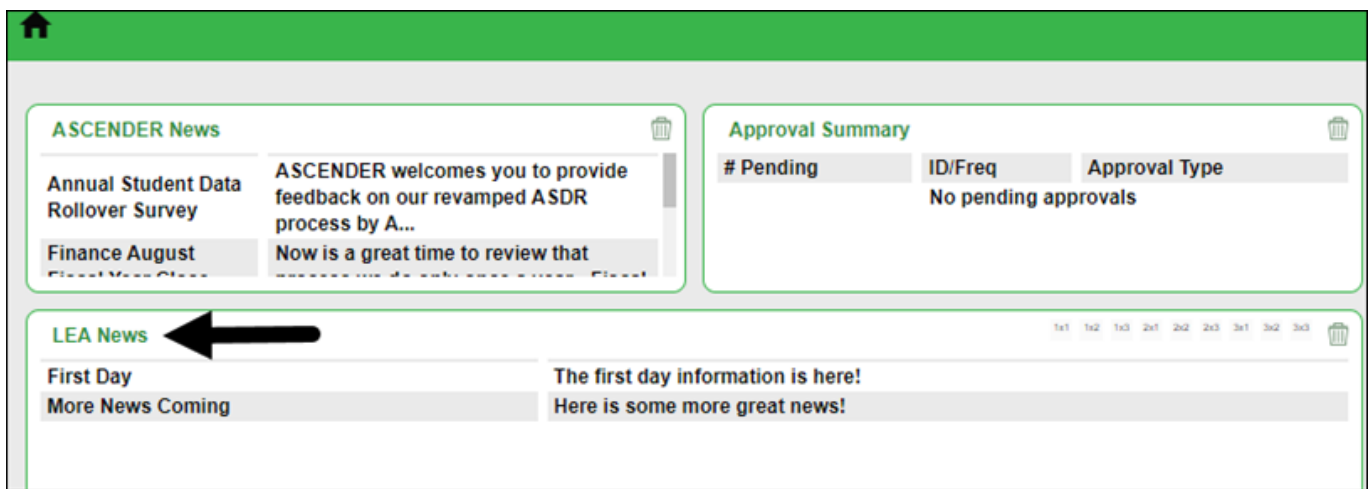 ASCENDER News
Annual Student Data
Rollover Survey
ASCENDER welcomes you to provide
feedback on our revamped ASDR
process by A...
Finance August
Now is a great time to review that
Approval Summary
# Pending ID/Freq Approval Type
No pending approvals
LEA News
1x1 1x2 1x3 2x1 2x2 2x3 3x1 3x2 3x3
First Day The first day information is here!
More News Coming Here is some more great news!